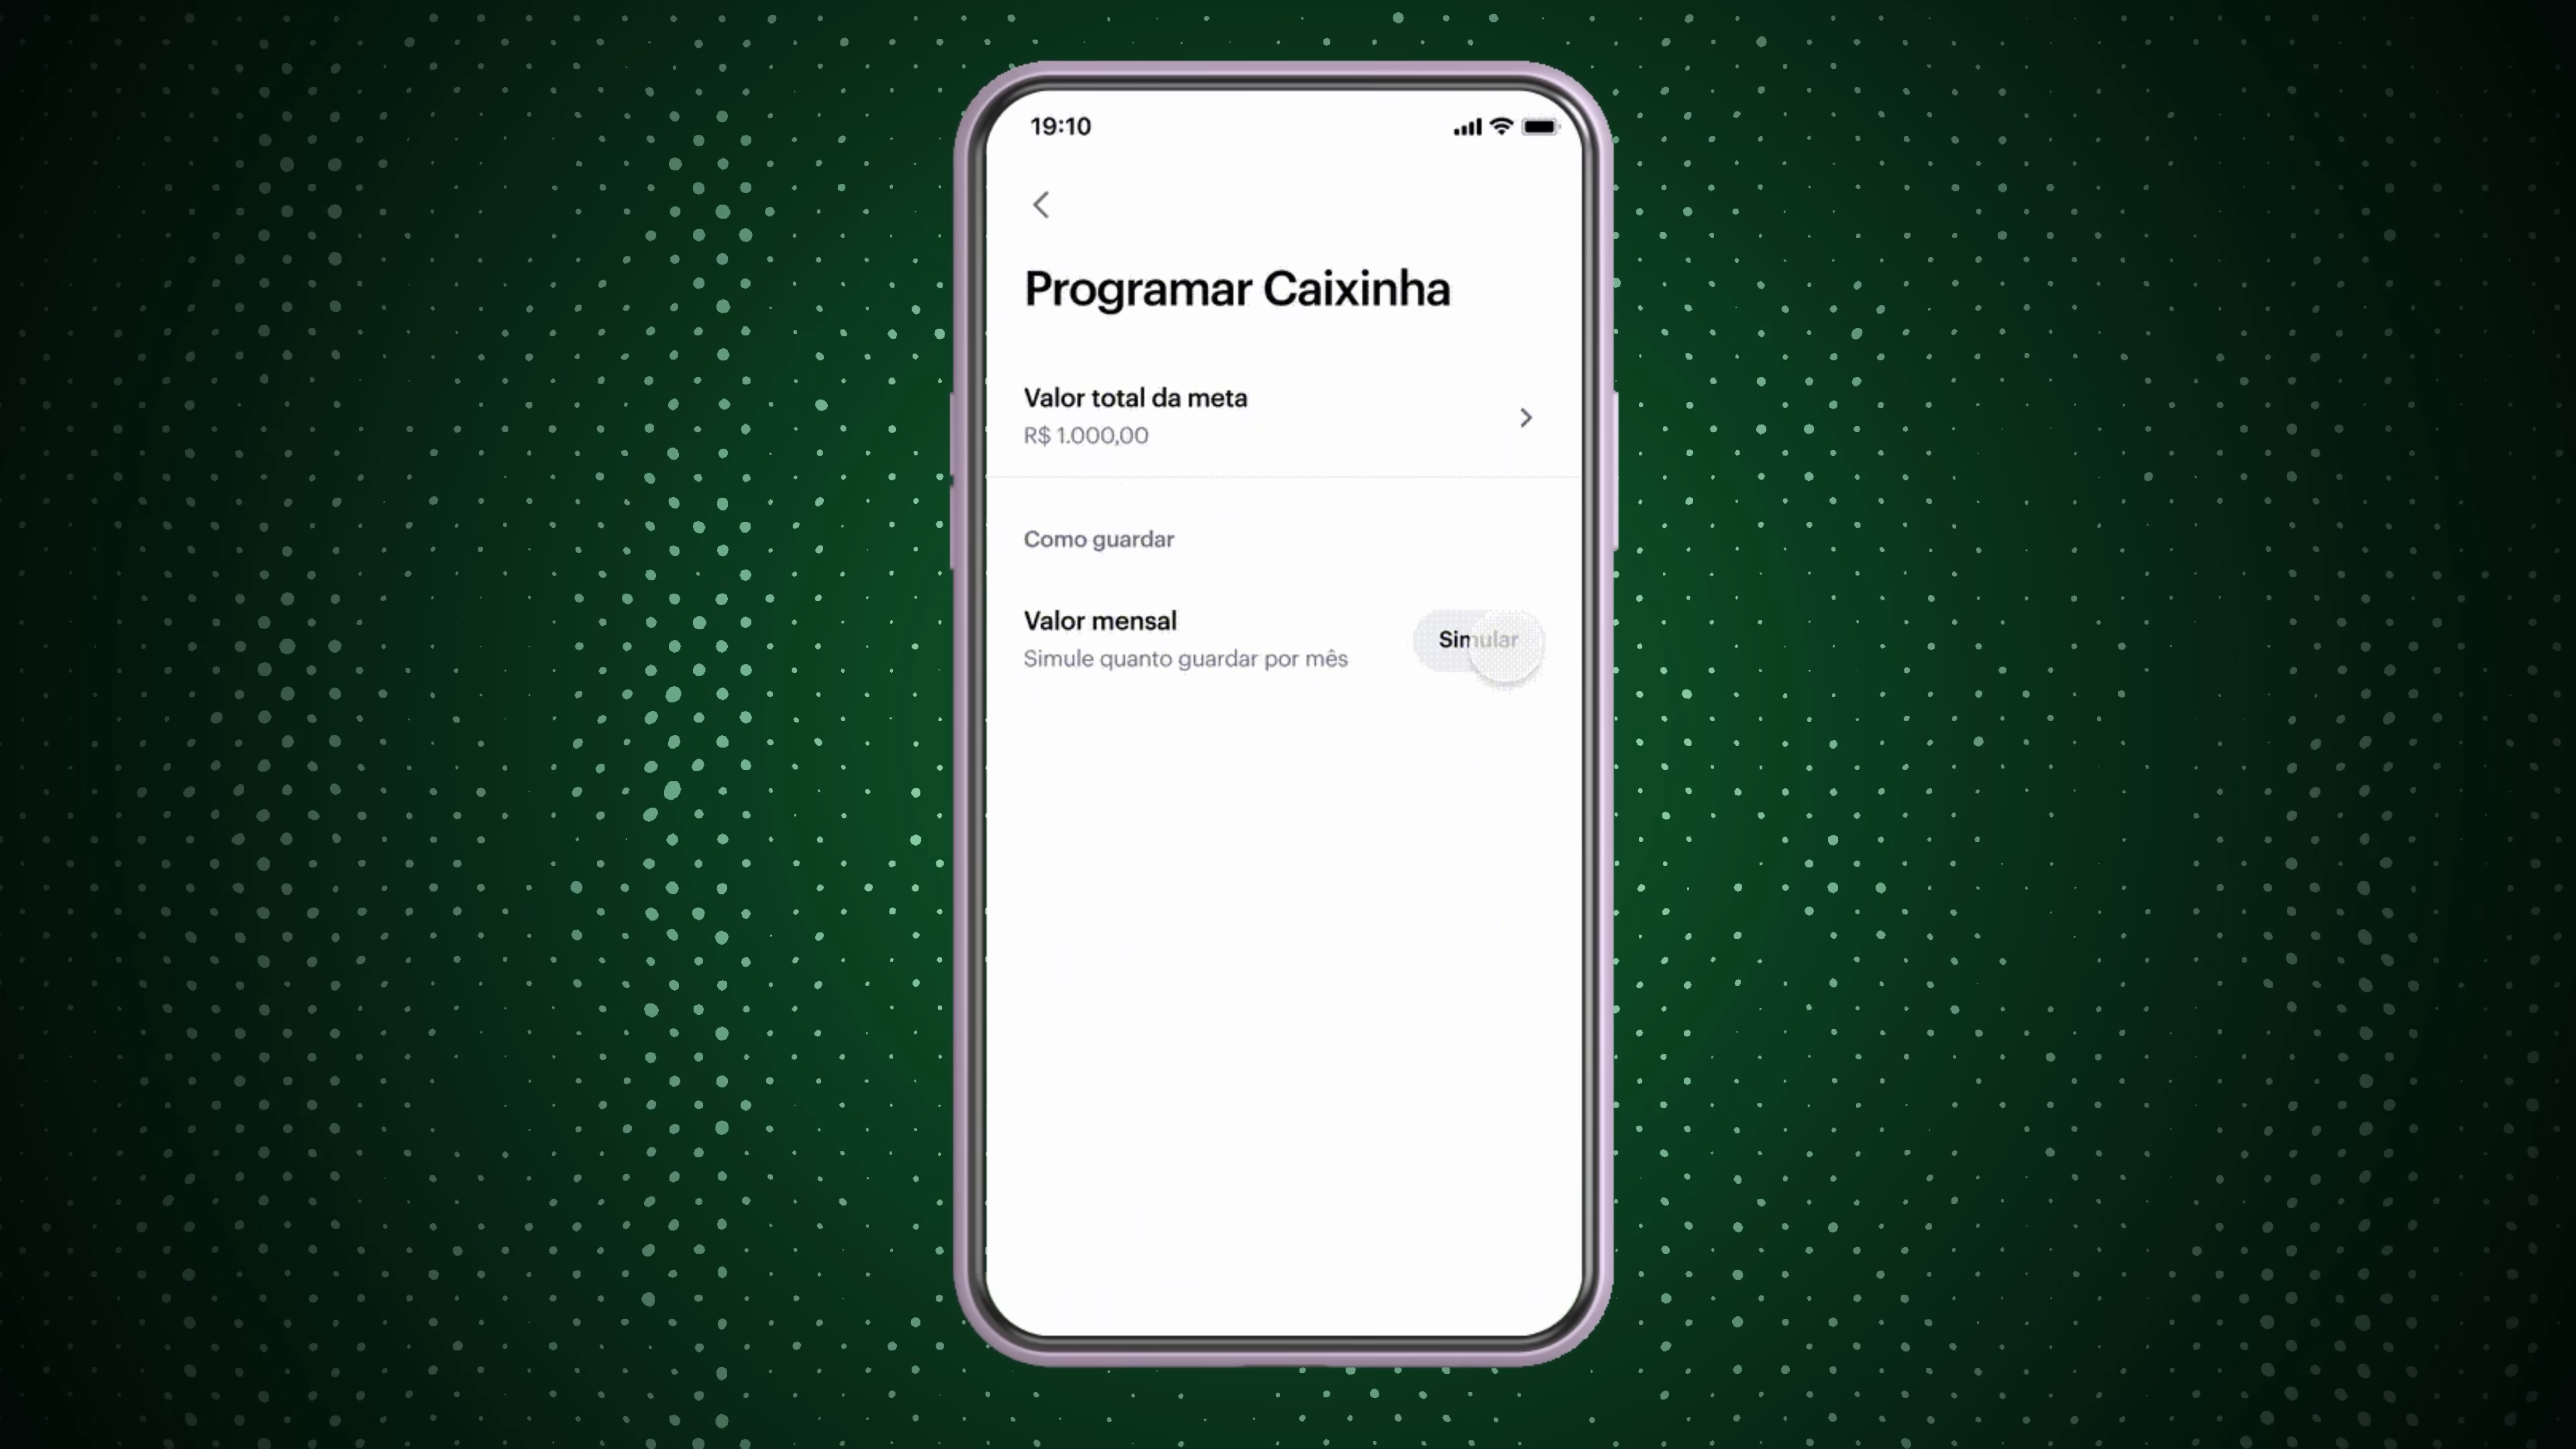 19:10
Programar Caixinha
Valor total da meta
R$ 1.000,00
Como guardar
Valor mensal
Simular
Simule quanto guardar por mês